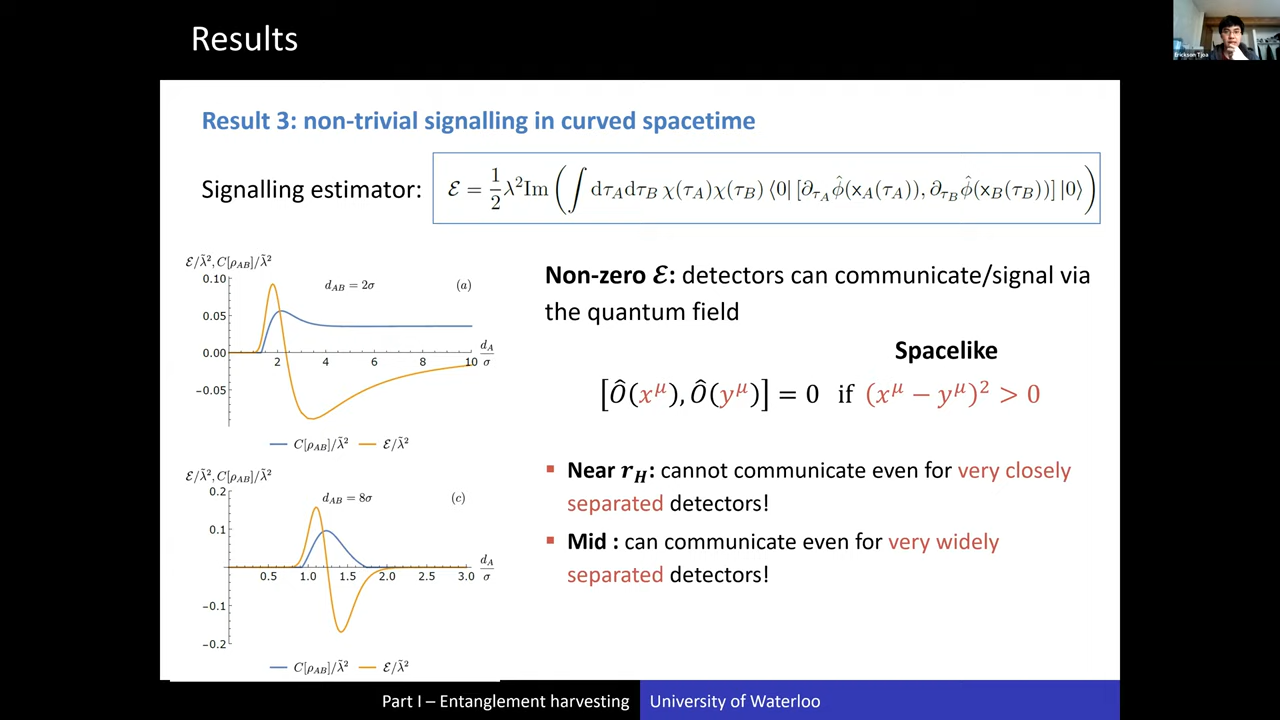 Results
Erickson Tjoa
Result 3: non-trivial signalling in curved spacetime
Signalling estimator:
ℰ = 1/2 λ²Im ( ∫ dτ_A dτ_B χ(τ_A)χ(τ_B) ⟨0| [∂_{τ_A} φ̂(x_A(τ_A)), ∂_{τ_B} φ̂(x_B(τ_B))] |0⟩ )
ℰ/λ̃², C[ρ_AB]/λ̃²
0.10
0.05
0.00
-0.05
d_AB = 2σ
(a)
2 4 6 8 10
d_A/σ
C[ρ_AB]/λ̃² ℰ/λ̃²
Non-zero ℰ: detectors can communicate/signal via
the quantum field
Spacelike
[Ô(x^μ), Ô(y^μ)] = 0 if (x^μ − y^μ)² > 0
ℰ/λ̃², C[ρ_AB]/λ̃²
0.2
0.1
-0.1
-0.2
d_AB = 8σ
(c)
0.5 1.0 1.5 2.0 2.5 3.0
d_A/σ
C[ρ_AB]/λ̃² ℰ/λ̃²
▪ Near r_H: cannot communicate even for very closely
separated detectors!
▪ Mid : can communicate even for very widely
separated detectors!
Part I – Entanglement harvesting
University of Waterloo